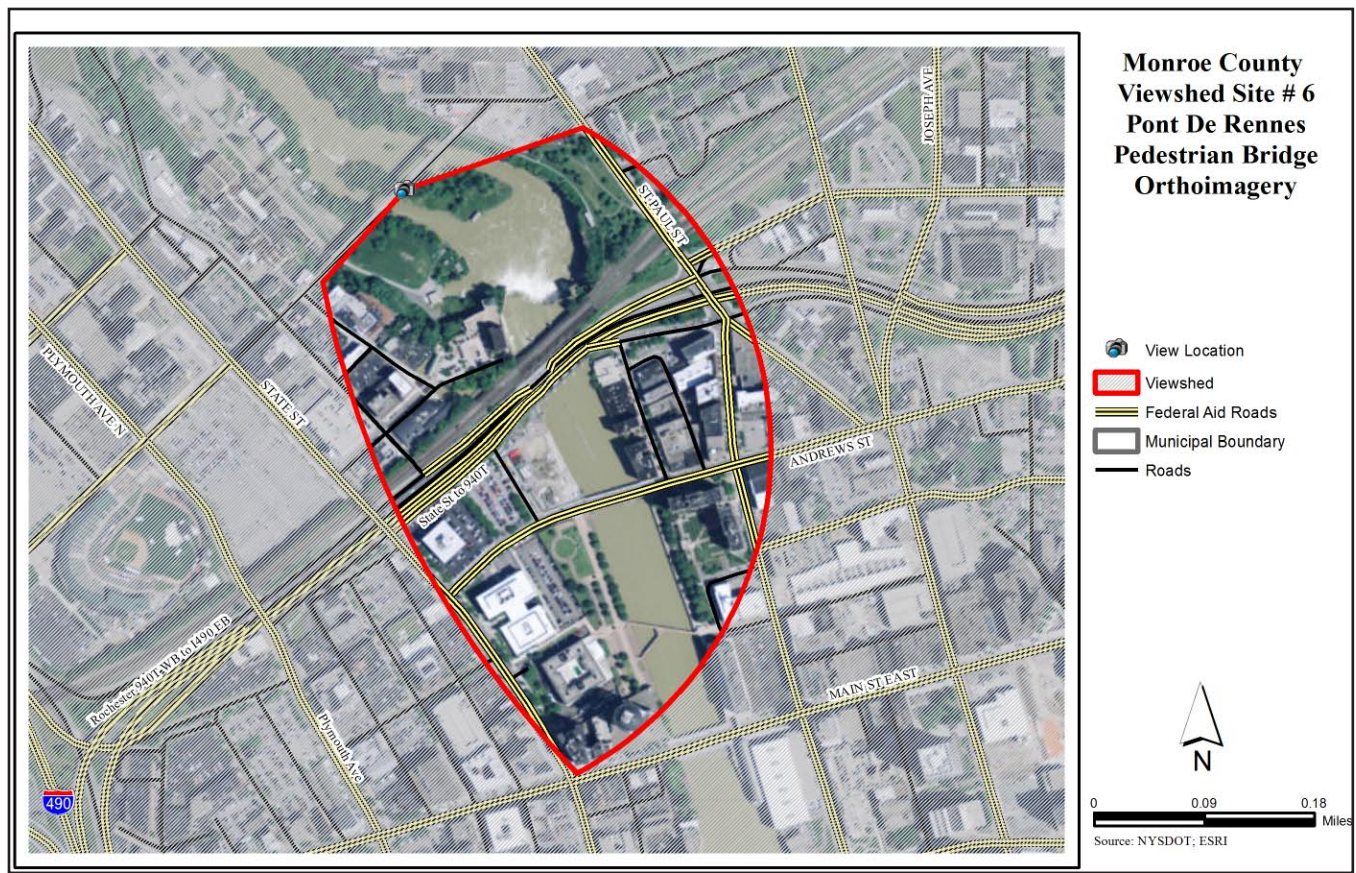 Monroe County
Viewshed Site # 6
Pont De Rennes
Pedestrian Bridge
Orthoimagery
JOSEPH AVE
ST PAUL ST
PLYMOUTH AVE N
STATE ST
State St to 940T
ANDREWS ST
Rochester 940T WB to I490 EB
Plymouth Ave
MAIN ST EAST
490
View Location
Viewshed
Federal Aid Roads
Municipal Boundary
Roads
N
0 0.09 0.18
Miles
Source: NYSDOT; ESRI